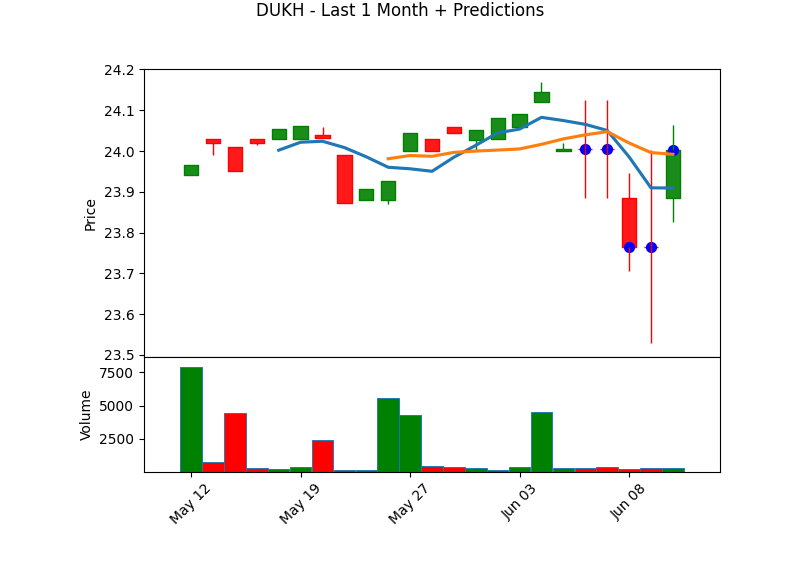 DUKH - Last 1 Month + Predictions
24.2
24.1
24.0
23.9
23.8
23.7
23.6
23.5
Price
7500
5000
2500
Volume
May 12
May 19
May 27
Jun 03
Jun 08